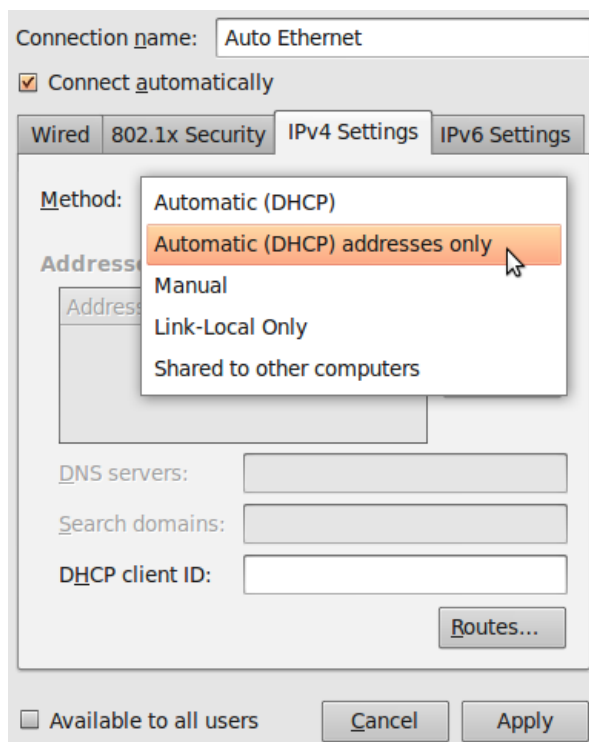 Connection name: Auto Ethernet
Connect automatically
Wired 802.1x Security IPv4 Settings IPv6 Settings
Method:
Automatic (DHCP)
Automatic (DHCP) addresses only
Manual
Link-Local Only
Shared to other computers
DNS servers:
Search domains:
DHCP client ID:
Routes...
Available to all users Cancel Apply